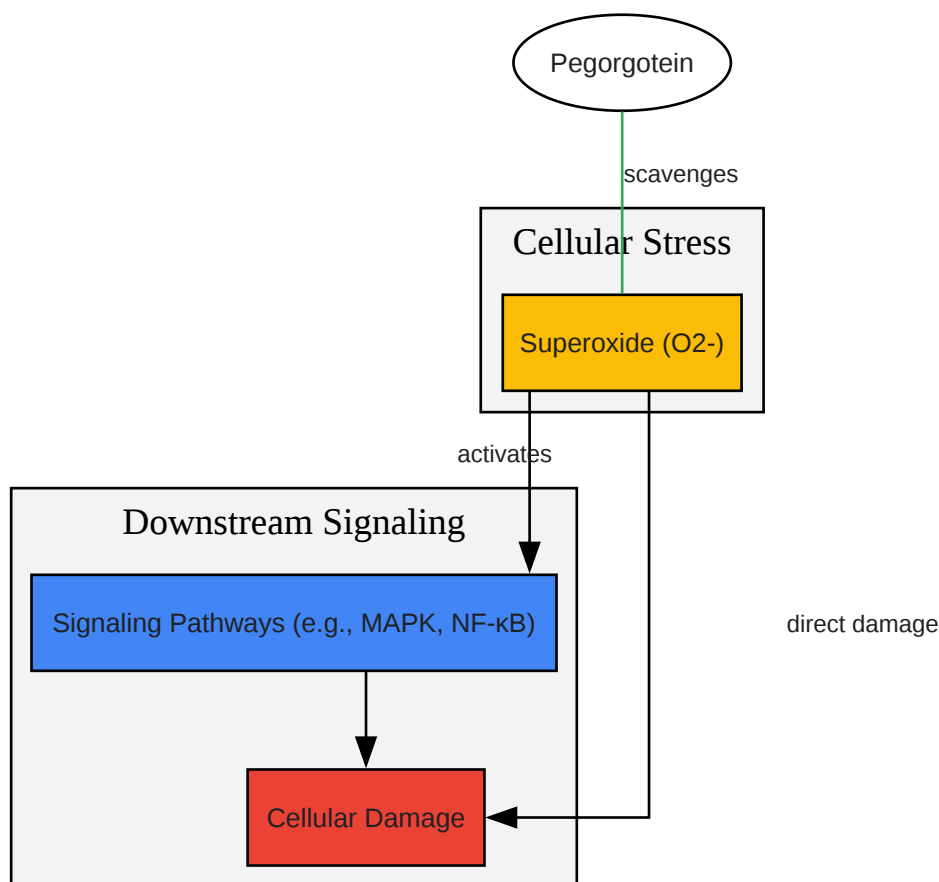 Pegorgotein
scavenges
Cellular Stress
Superoxide (O2-)
activates
Downstream Signaling
Signaling Pathways (e.g., MAPK, NF-κB)
direct damage
Cellular Damage